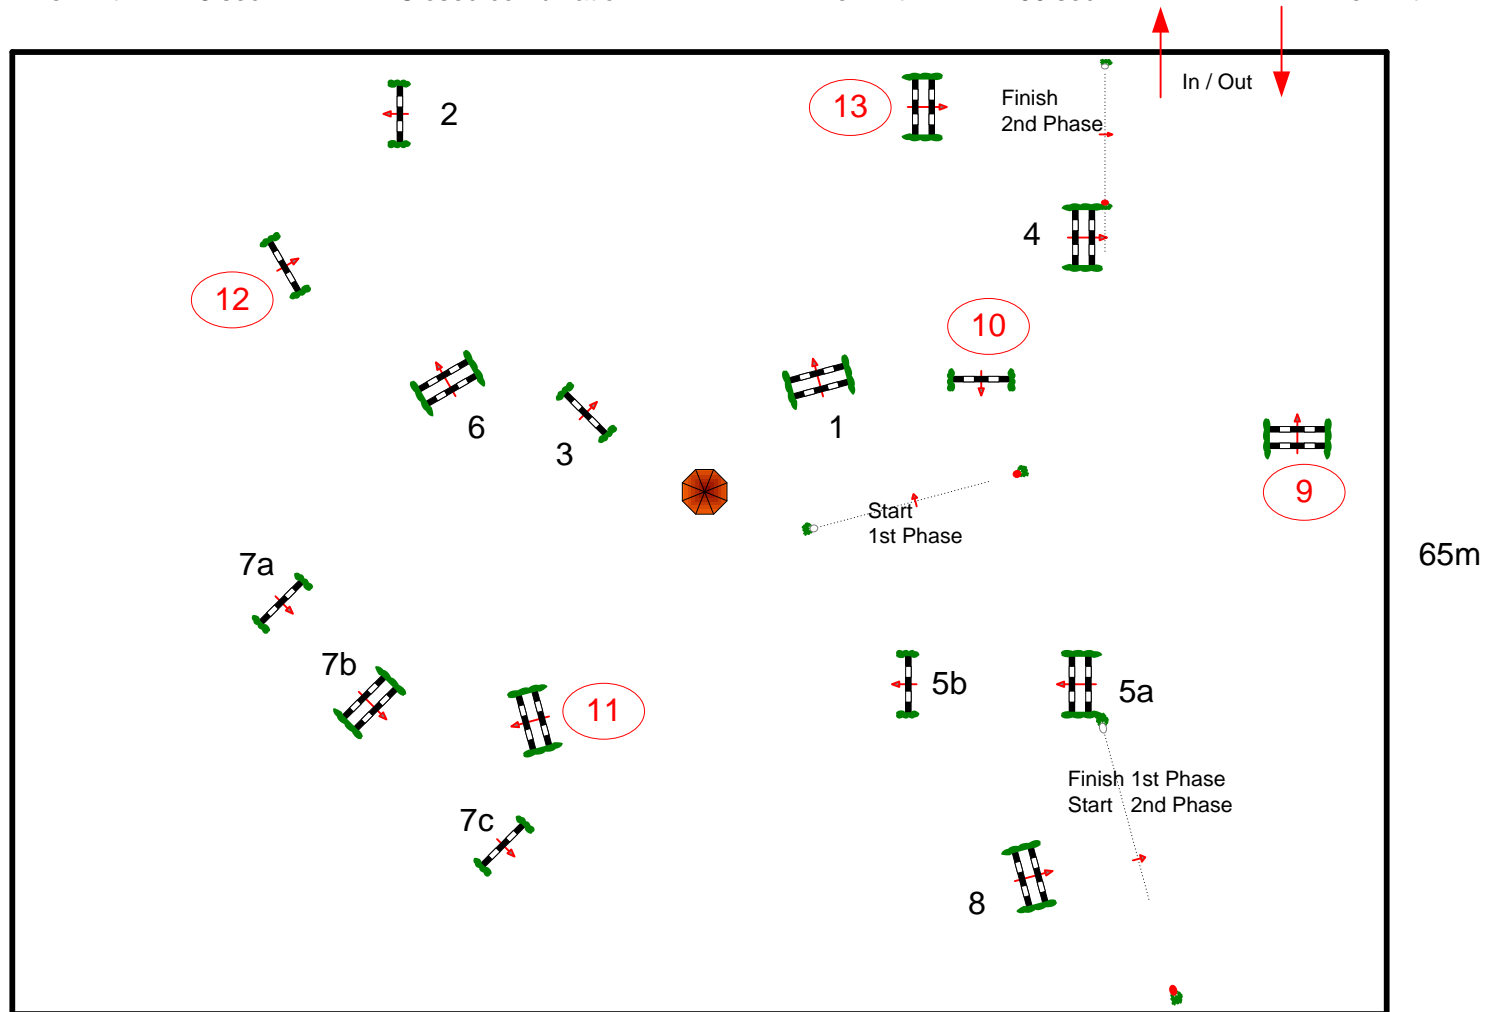 In / Out
2
13
Finish
2nd Phase
4
12
10
6
3
1
9
Start
1st Phase
65m
7a
7b
11
5b
5a
Finish 1st Phase
Start 2nd Phase
7c
8